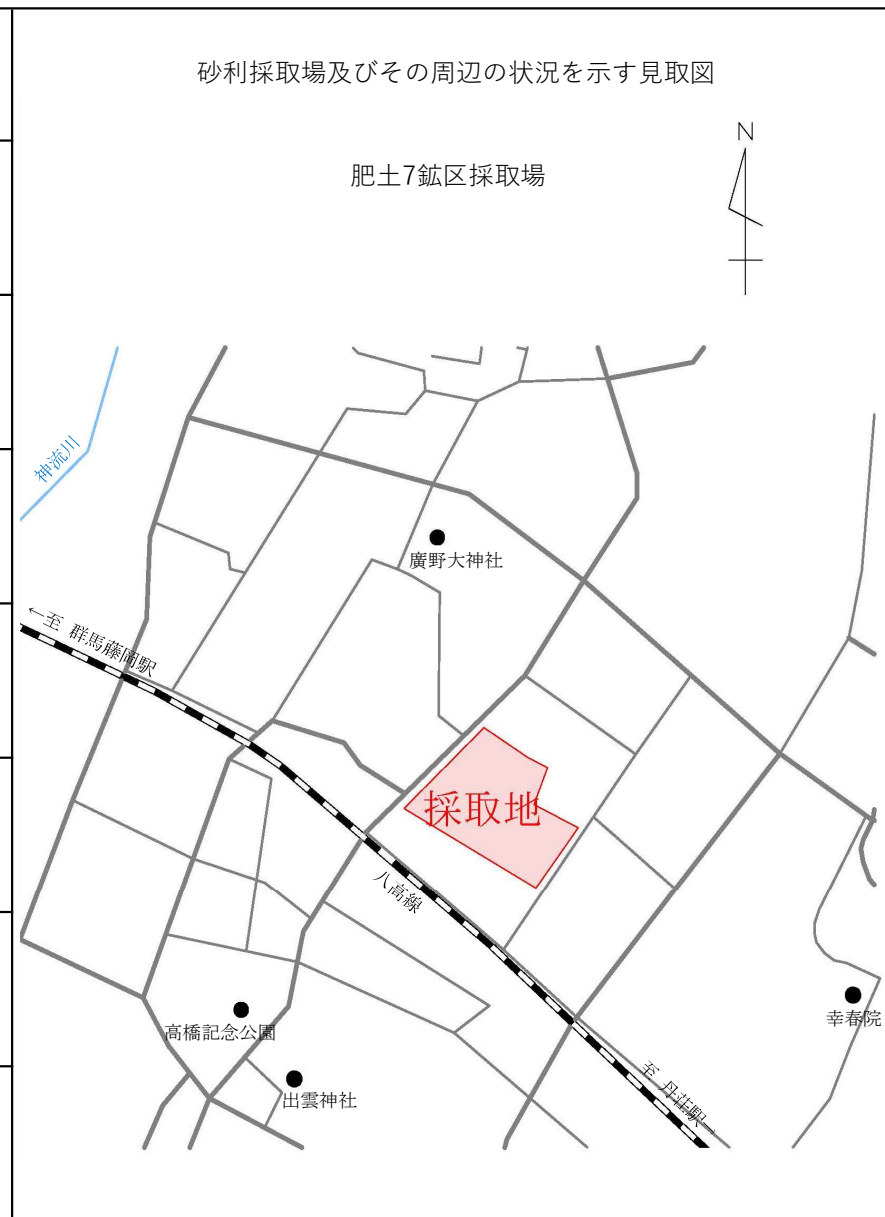 砂利採取場及びその周辺の状況を示す見取図
N
肥土7鉱区採取場
神流川
廣野大神社
←至 群馬藤岡駅
採取地
八高線
高橋記念公園
幸春院
出雲神社
至 丹荘駅→